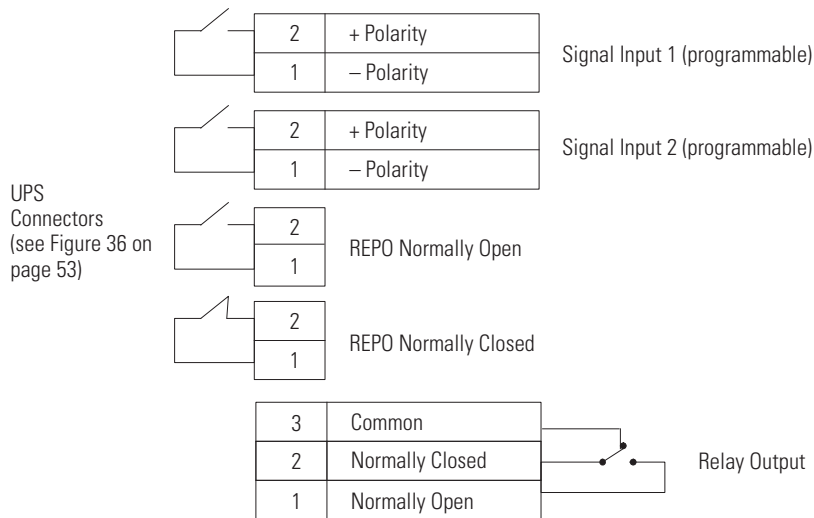 2 + Polarity
1 – Polarity
Signal Input 1 (programmable)
2 + Polarity
1 – Polarity
Signal Input 2 (programmable)
UPS
Connectors
(see Figure 36 on
page 53)
2
1
REPO Normally Open
2
1
REPO Normally Closed
3 Common
2 Normally Closed
1 Normally Open
Relay Output